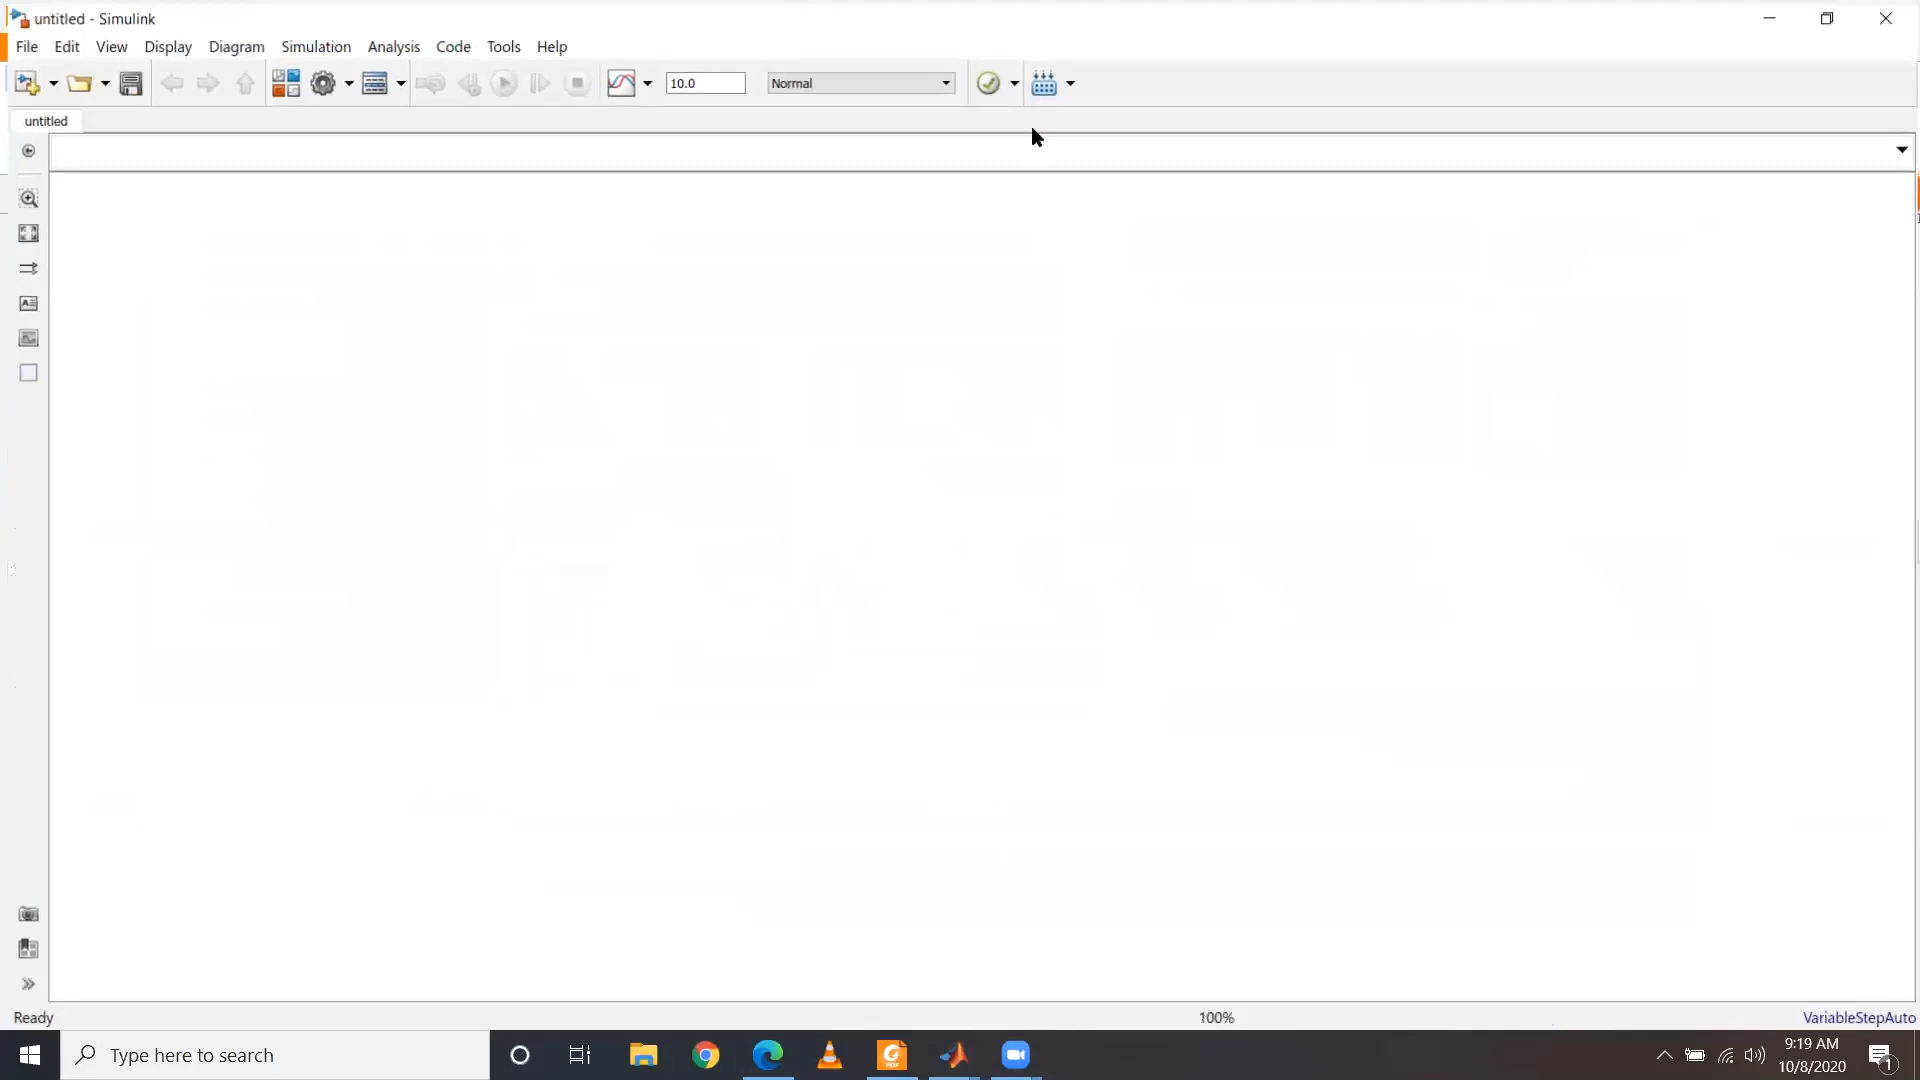 untitled - Simulink
File Edit View Display Diagram Simulation Analysis Code Tools Help
10.0 Normal
untitled
Ready 100% VariableStepAuto
Type here to search
9:19 AM
10/8/2020
1